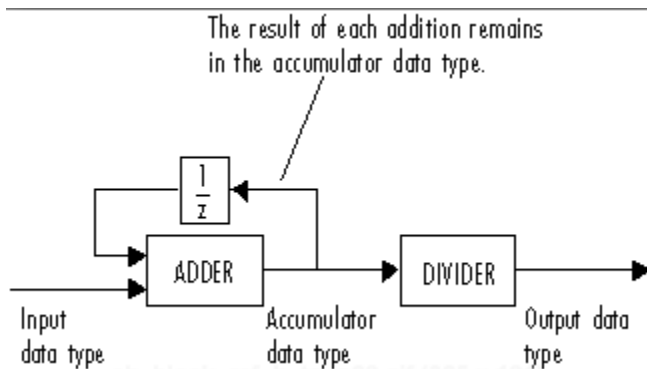 The result of each addition remains
in the accumulator data type.
1
z
ADDER
DIVIDER
Input
data type
Accumulator
data type
Output data
type